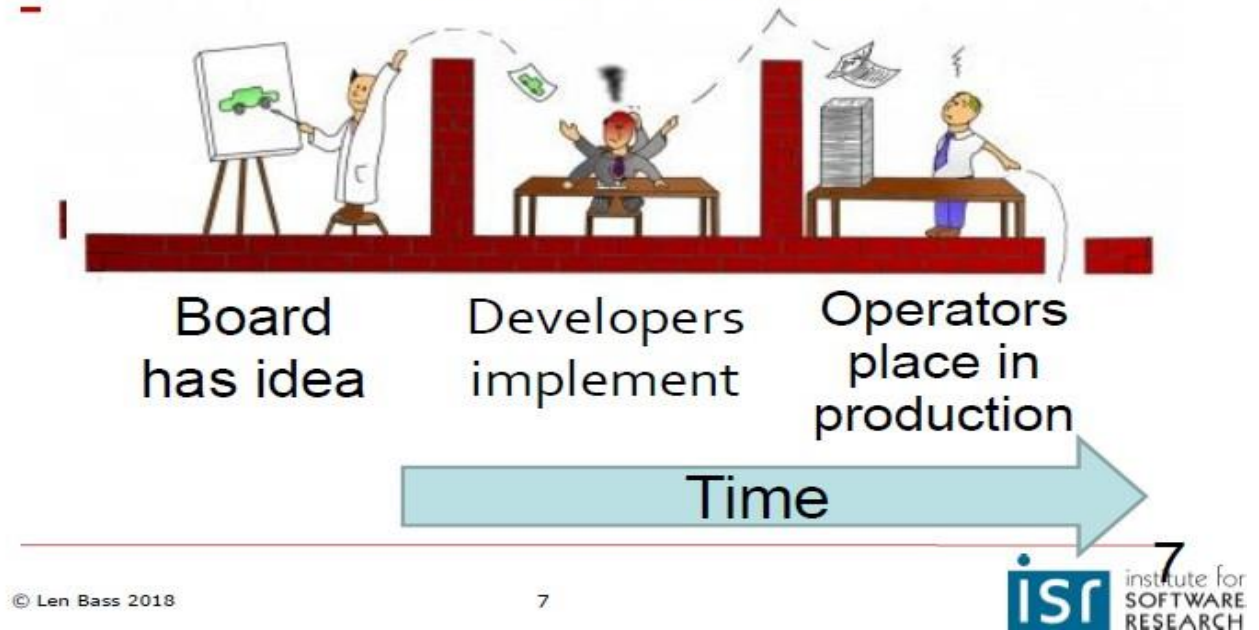 Board
has idea
Developers
implement
Operators
place in
production
Time
© Len Bass 2018
7
7
isr
institute for
SOFTWARE
RESEARCH